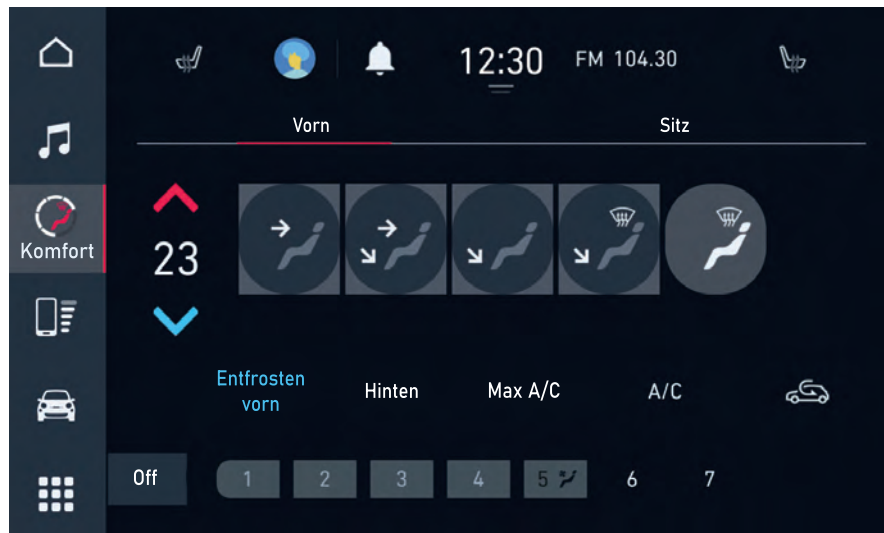 12:30 FM 104.30
Vorn Sitz
Komfort
23
Entfrosten
vorn
Hinten Max A/C A/C
Off 1 2 3 4 5 6 7